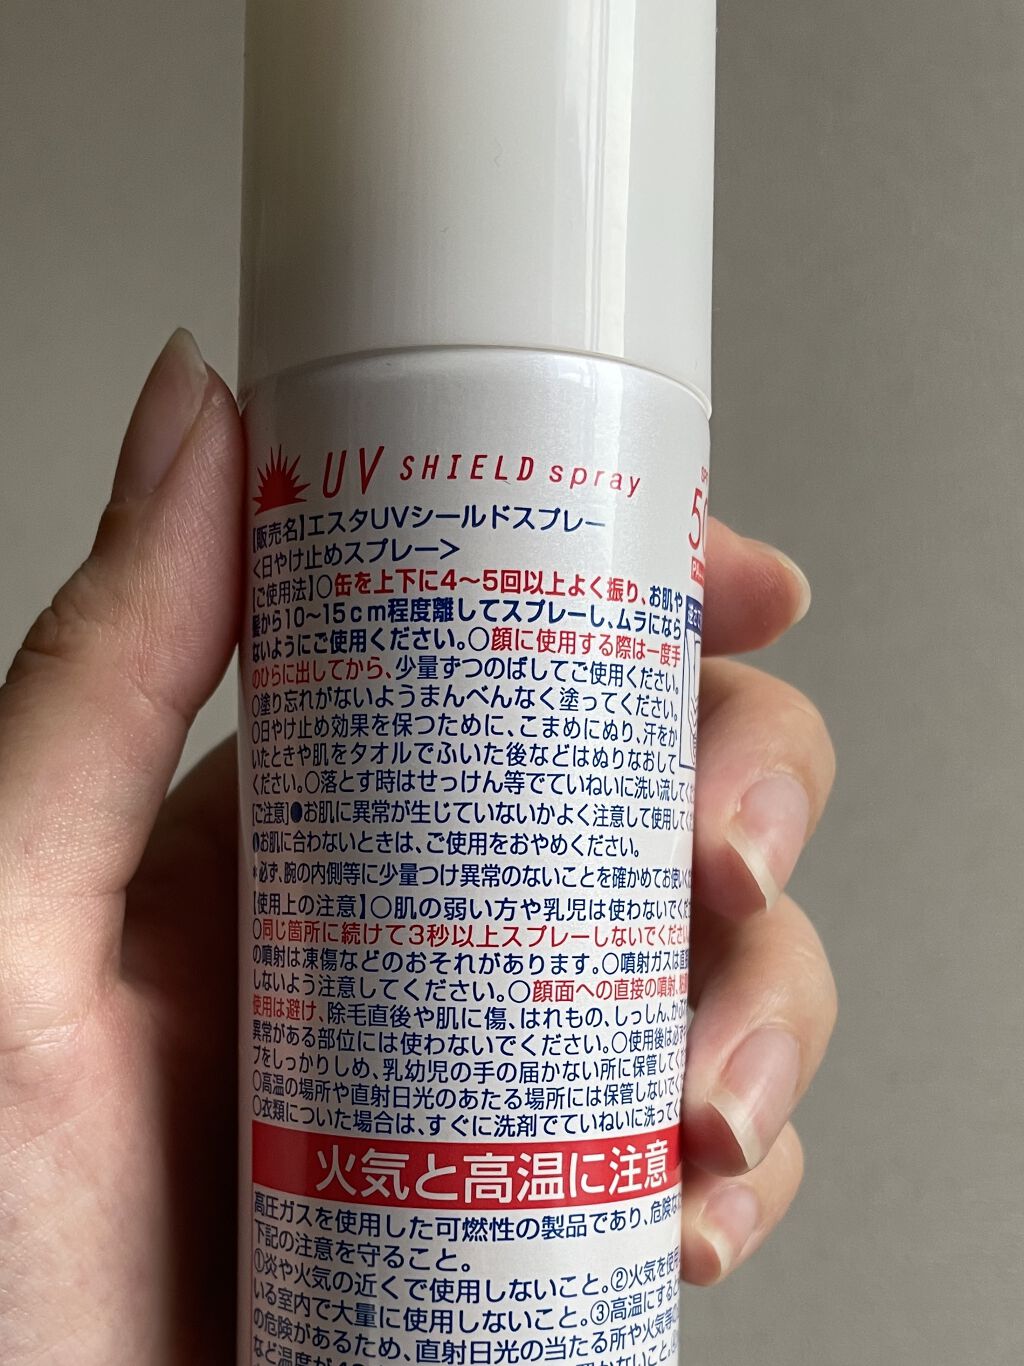 UV SHIELD spray
【販売名】エスタUVシールドスプレー
<日やけ止めスプレー>
【ご使用法】○缶を上下に4〜5回以上よく振り、お肌や
髪から10〜15cm程度離してスプレーし、ムラになら
ないようにご使用ください。○顔に使用する際は一度手
のひらに出してから、少量ずつのばしてご使用ください。
○塗り忘れがないようまんべんなく塗ってください。
○日やけ止め効果を保つために、こまめにぬり、汗をか
いたときや肌をタオルでふいた後などはぬりなおして
ください。○落とす時はせっけん等でていねいに洗い流して
[ご注意]●お肌に異常が生じていないかよく注意して使用して
●お肌に合わないときは、ご使用をおやめください。
*必ず、腕の内側等に少量つけ異常のないことを確かめてお使い
【使用上の注意】○肌の弱い方や乳児は使わないでくだ
○同じ箇所に続けて3秒以上スプレーしないでください
の噴射は凍傷などのおそれがあります。○噴射ガスは直
しないよう注意してください。○顔面への直接の噴射、
使用は避け、除毛直後や肌に傷、はれもの、しっしん、かぶ
異常がある部位には使わないでください。○使用後は必ず
プをしっかりしめ、乳幼児の手の届かない所に保管してく
○高温の場所や直射日光のあたる場所には保管しないでく
○衣類についた場合は、すぐに洗剤でていねいに洗って
火気と高温に注意
高圧ガスを使用した可燃性の製品であり、危険な
下記の注意を守ること。
①炎や火気の近くで使用しないこと。②火気を使用
いる室内で大量に使用しないこと。③高温にすると
の危険があるため、直射日光の当たる所や火気等の
など温度が
SP
50
PA